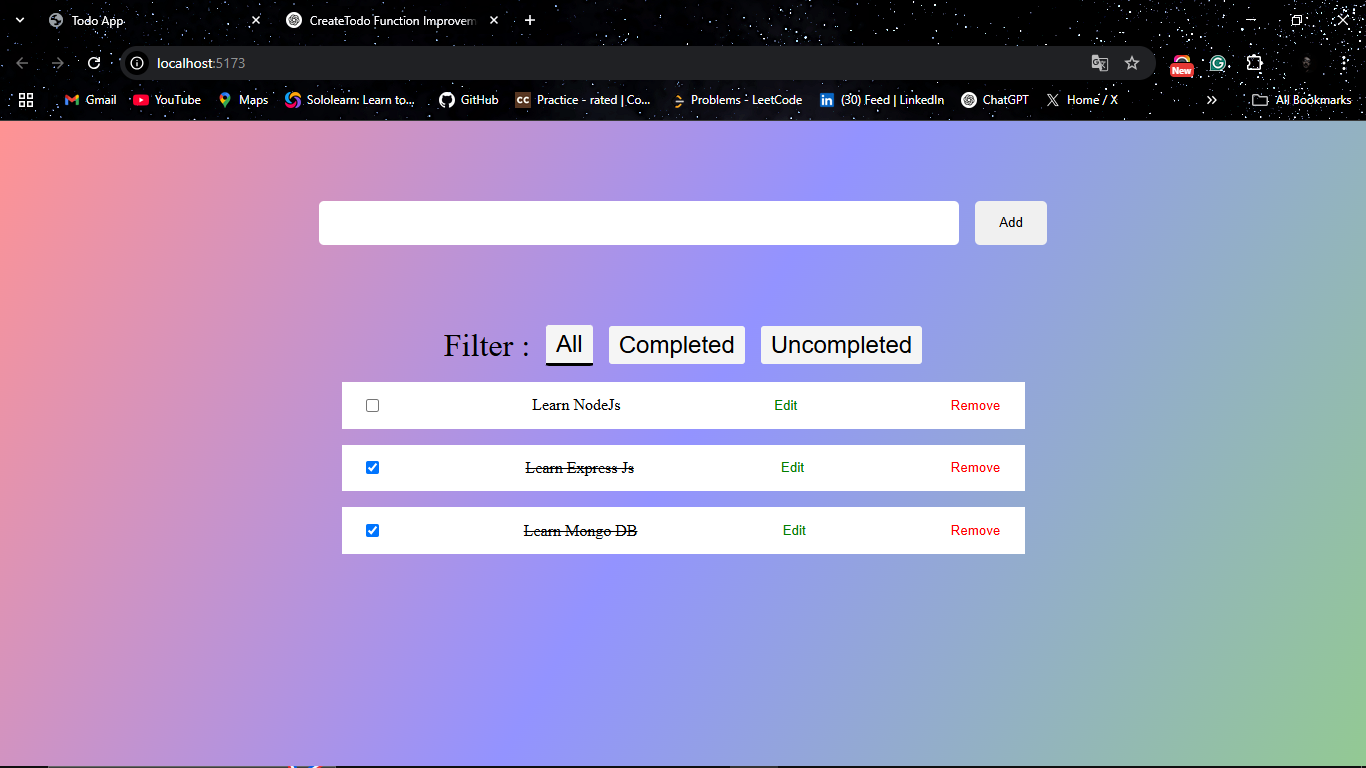 Todo App
CreateTodo Function Improvem
localhost:5173
New
Gmail
YouTube
Maps
Sololearn: Learn to...
GitHub
CC
Practice - rated | Co...
Problems - LeetCode
in
(30) Feed | LinkedIn
ChatGPT
Home / X
All Bookmarks
Add
Filter : All Completed Uncompleted
Learn NodeJs Edit Remove
Learn Express Js Edit Remove
Learn Mongo DB Edit Remove